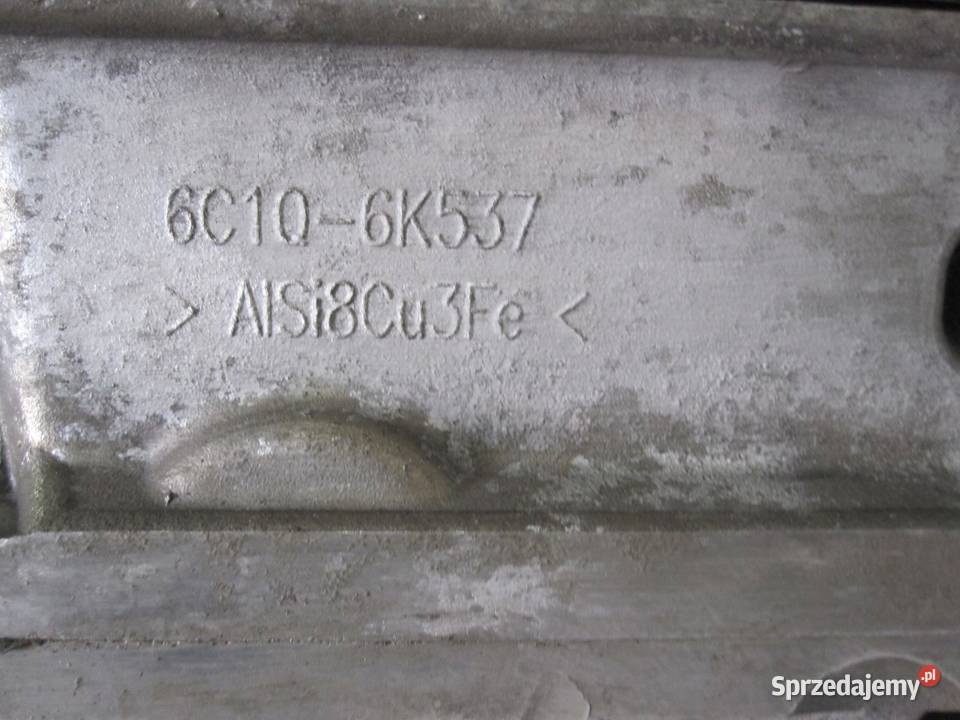 6C1Q-6K537
> AlSi8Cu3Fe <
Sprzedajemy.pl